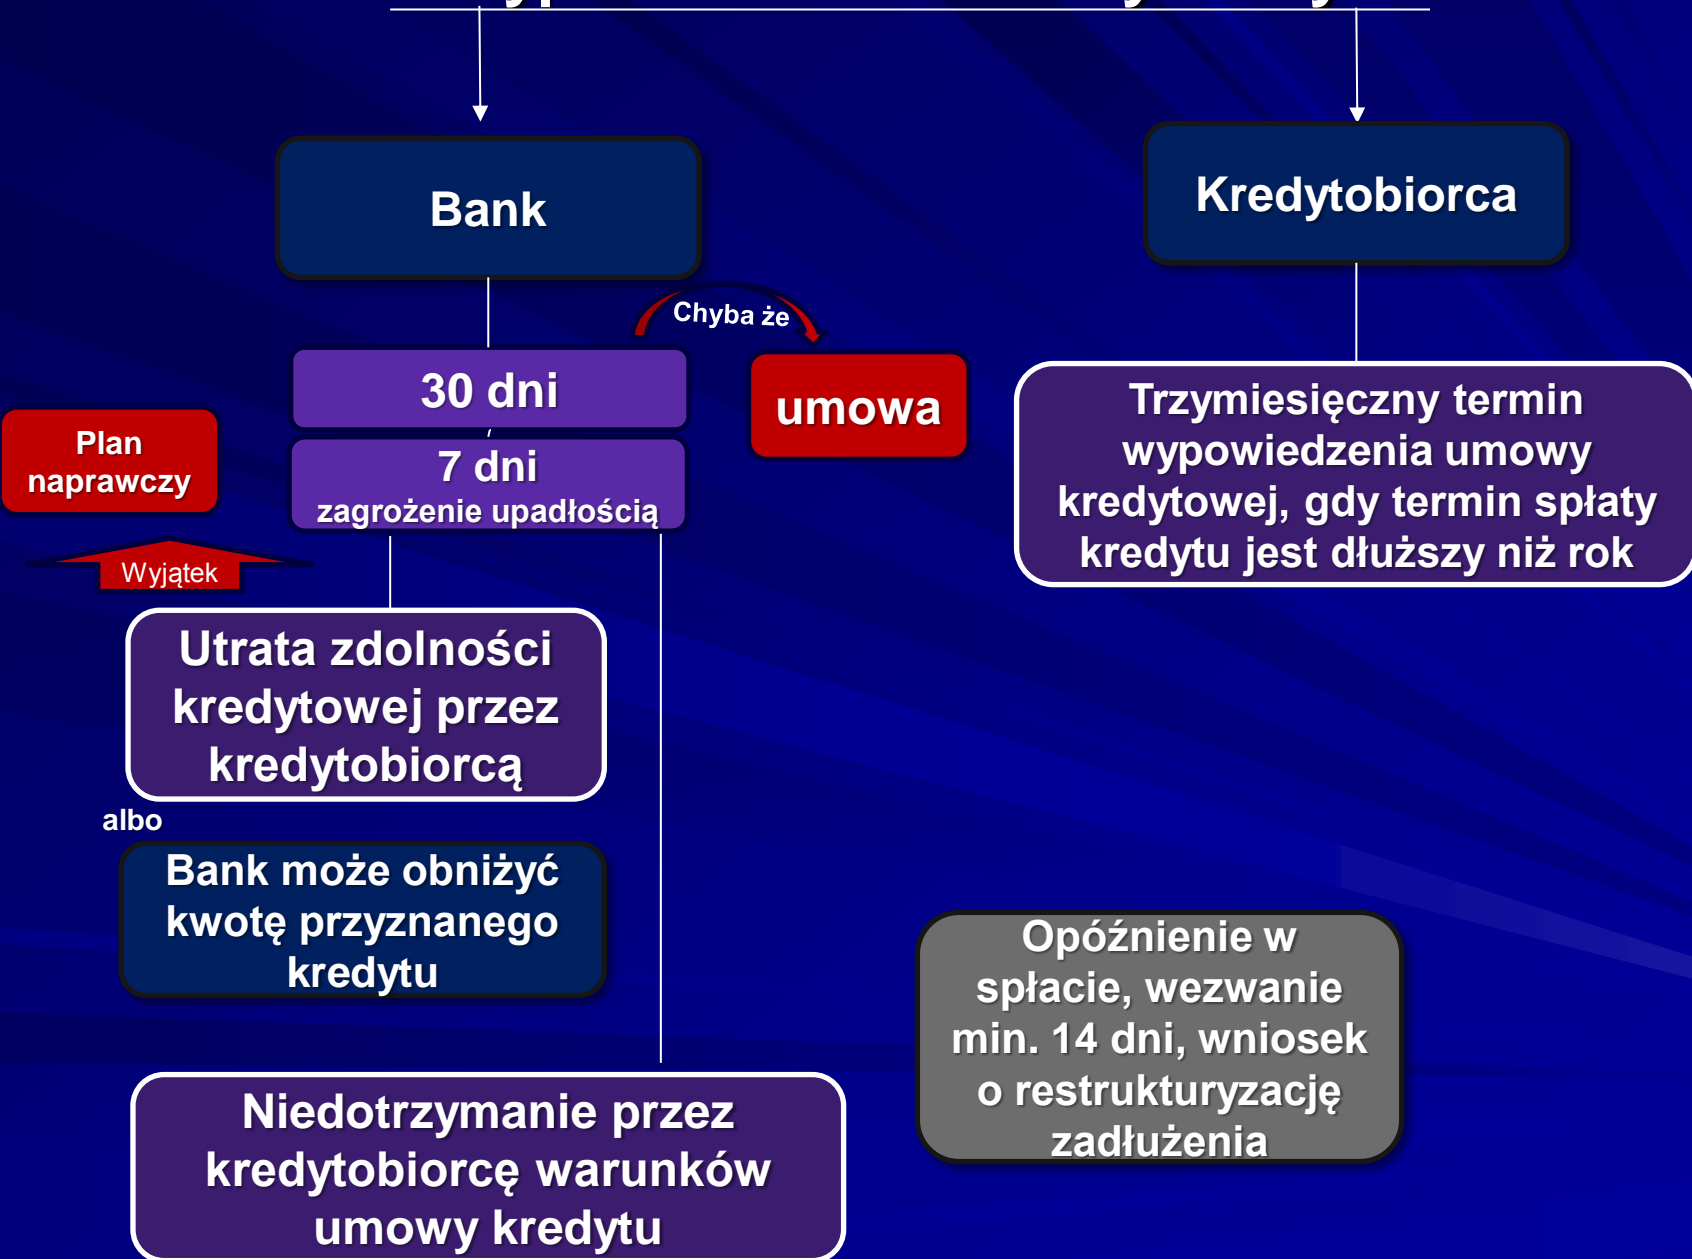 Bank
Kredytobiorca
Chyba że
30 dni
umowa
Plan
naprawczy
7 dni
zagrożenie upadłością
Wyjątek
Trzymiesięczny termin
wypowiedzenia umowy
kredytowej, gdy termin spłaty
kredytu jest dłuższy niż rok
Utrata zdolności
kredytowej przez
kredytobiorcą
albo
Bank może obniżyć
kwotę przyznanego
kredytu
Opóźnienie w
spłacie, wezwanie
min. 14 dni, wniosek
o restrukturyzację
zadłużenia
Niedotrzymanie przez
kredytobiorcę warunków
umowy kredytu